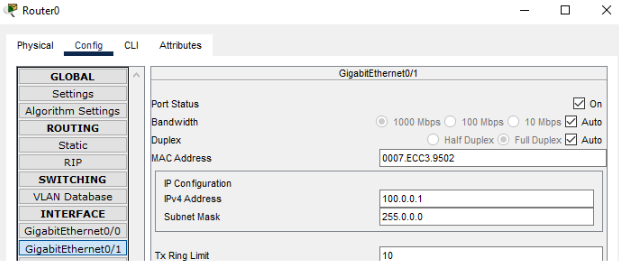 Router0
Physical Config CLI Attributes
GLOBAL
Settings
Algorithm Settings
ROUTING
Static
RIP
SWITCHING
VLAN Database
INTERFACE
GigabitEthernet0/0
GigabitEthernet0/1
GigabitEthernet0/1
Port Status On
Bandwidth 1000 Mbps 100 Mbps 10 Mbps Auto
Duplex Half Duplex Full Duplex Auto
MAC Address 0007.ECC3.9502
IP Configuration
IPv4 Address 100.0.0.1
Subnet Mask 255.0.0.0
Tx Ring Limit 10